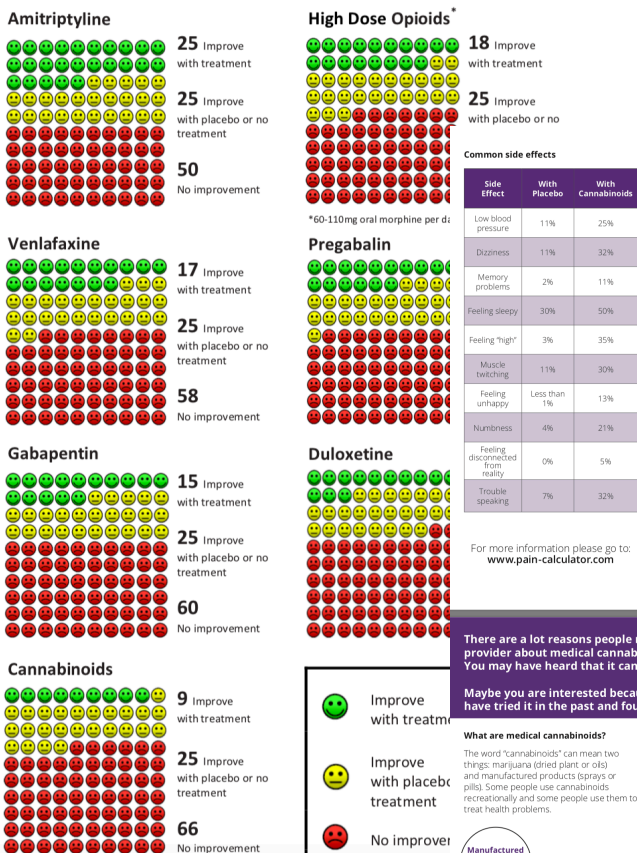 Amitriptyline
25 Improve
with treatment
25 Improve
with placebo or no
treatment
50
No improvement
High Dose Opioids*
18 Improve
with treatment
25 Improve
with placebo or no
*60-110mg oral morphine per da
Venlafaxine
17 Improve
with treatment
25 Improve
with placebo or no
treatment
58
No improvement
Pregabalin
Gabapentin
15 Improve
with treatment
25 Improve
with placebo or no
treatment
60
No improvement
Duloxetine
Cannabinoids
9 Improve
with treatment
25 Improve
with placebo or no
treatment
66
No improvement
Improve
with treatm
Improve
with placebo
treatment
No improver
Common side effects
Side Effect With Placebo With Cannabinoids
Low blood pressure 11% 25%
Dizziness 11% 32%
Memory problems 2% 11%
Feeling sleepy 30% 50%
Feeling "high" 3% 35%
Muscle twitching 11% 30%
Feeling unhappy Less than 1% 13%
Numbness 4% 21%
Feeling disconnected from reality 0% 5%
Trouble speaking 7% 32%
For more information please go to:
www.pain-calculator.com
There are a lot reasons people
provider about medical cannab
You may have heard that it can
Maybe you are interested becau
have tried it in the past and fou
What are medical cannabinoids?
The word "cannabinoids" can mean two
things: marijuana (dried plant or oils)
and manufactured products (sprays or
pills). Some people use cannabinoids
recreationally and some people use them to
treat health problems.
Manufactured